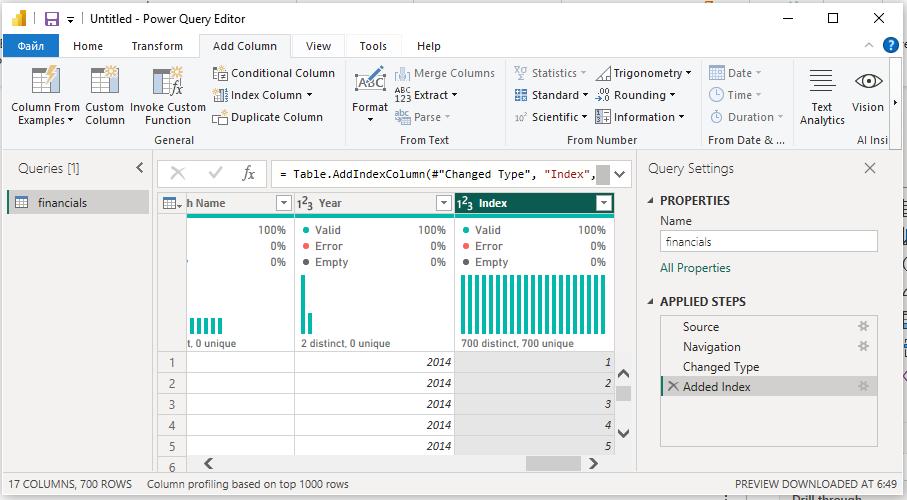 Untitled - Power Query Editor
Файл Home Transform Add Column View Tools Help
Column From Examples
Custom Column
Invoke Custom Function
Conditional Column
Index Column
Duplicate Column
General
Format
Merge Columns
Extract
Parse
From Text
Statistics
Standard
Scientific
Trigonometry
Rounding
Information
From Number
Date
Time
Duration
From Date & ...
Text Analytics
Vision
AI Insi
Queries [1]
financials
= Table.AddIndexColumn(#"Changed Type", "Index",
h Name Year Index
100% Valid 100% Valid 100%
0% Error 0% Error 0%
0% Empty 0% Empty 0%
t, 0 unique 2 distinct, 0 unique 700 distinct, 700 unique
1 2014 1
2 2014 2
3 2014 3
4 2014 4
5 2014 5
6
Query Settings
PROPERTIES
Name
financials
All Properties
APPLIED STEPS
Source
Navigation
Changed Type
Added Index
17 COLUMNS, 700 ROWS Column profiling based on top 1000 rows PREVIEW DOWNLOADED AT 6:49
Drill through